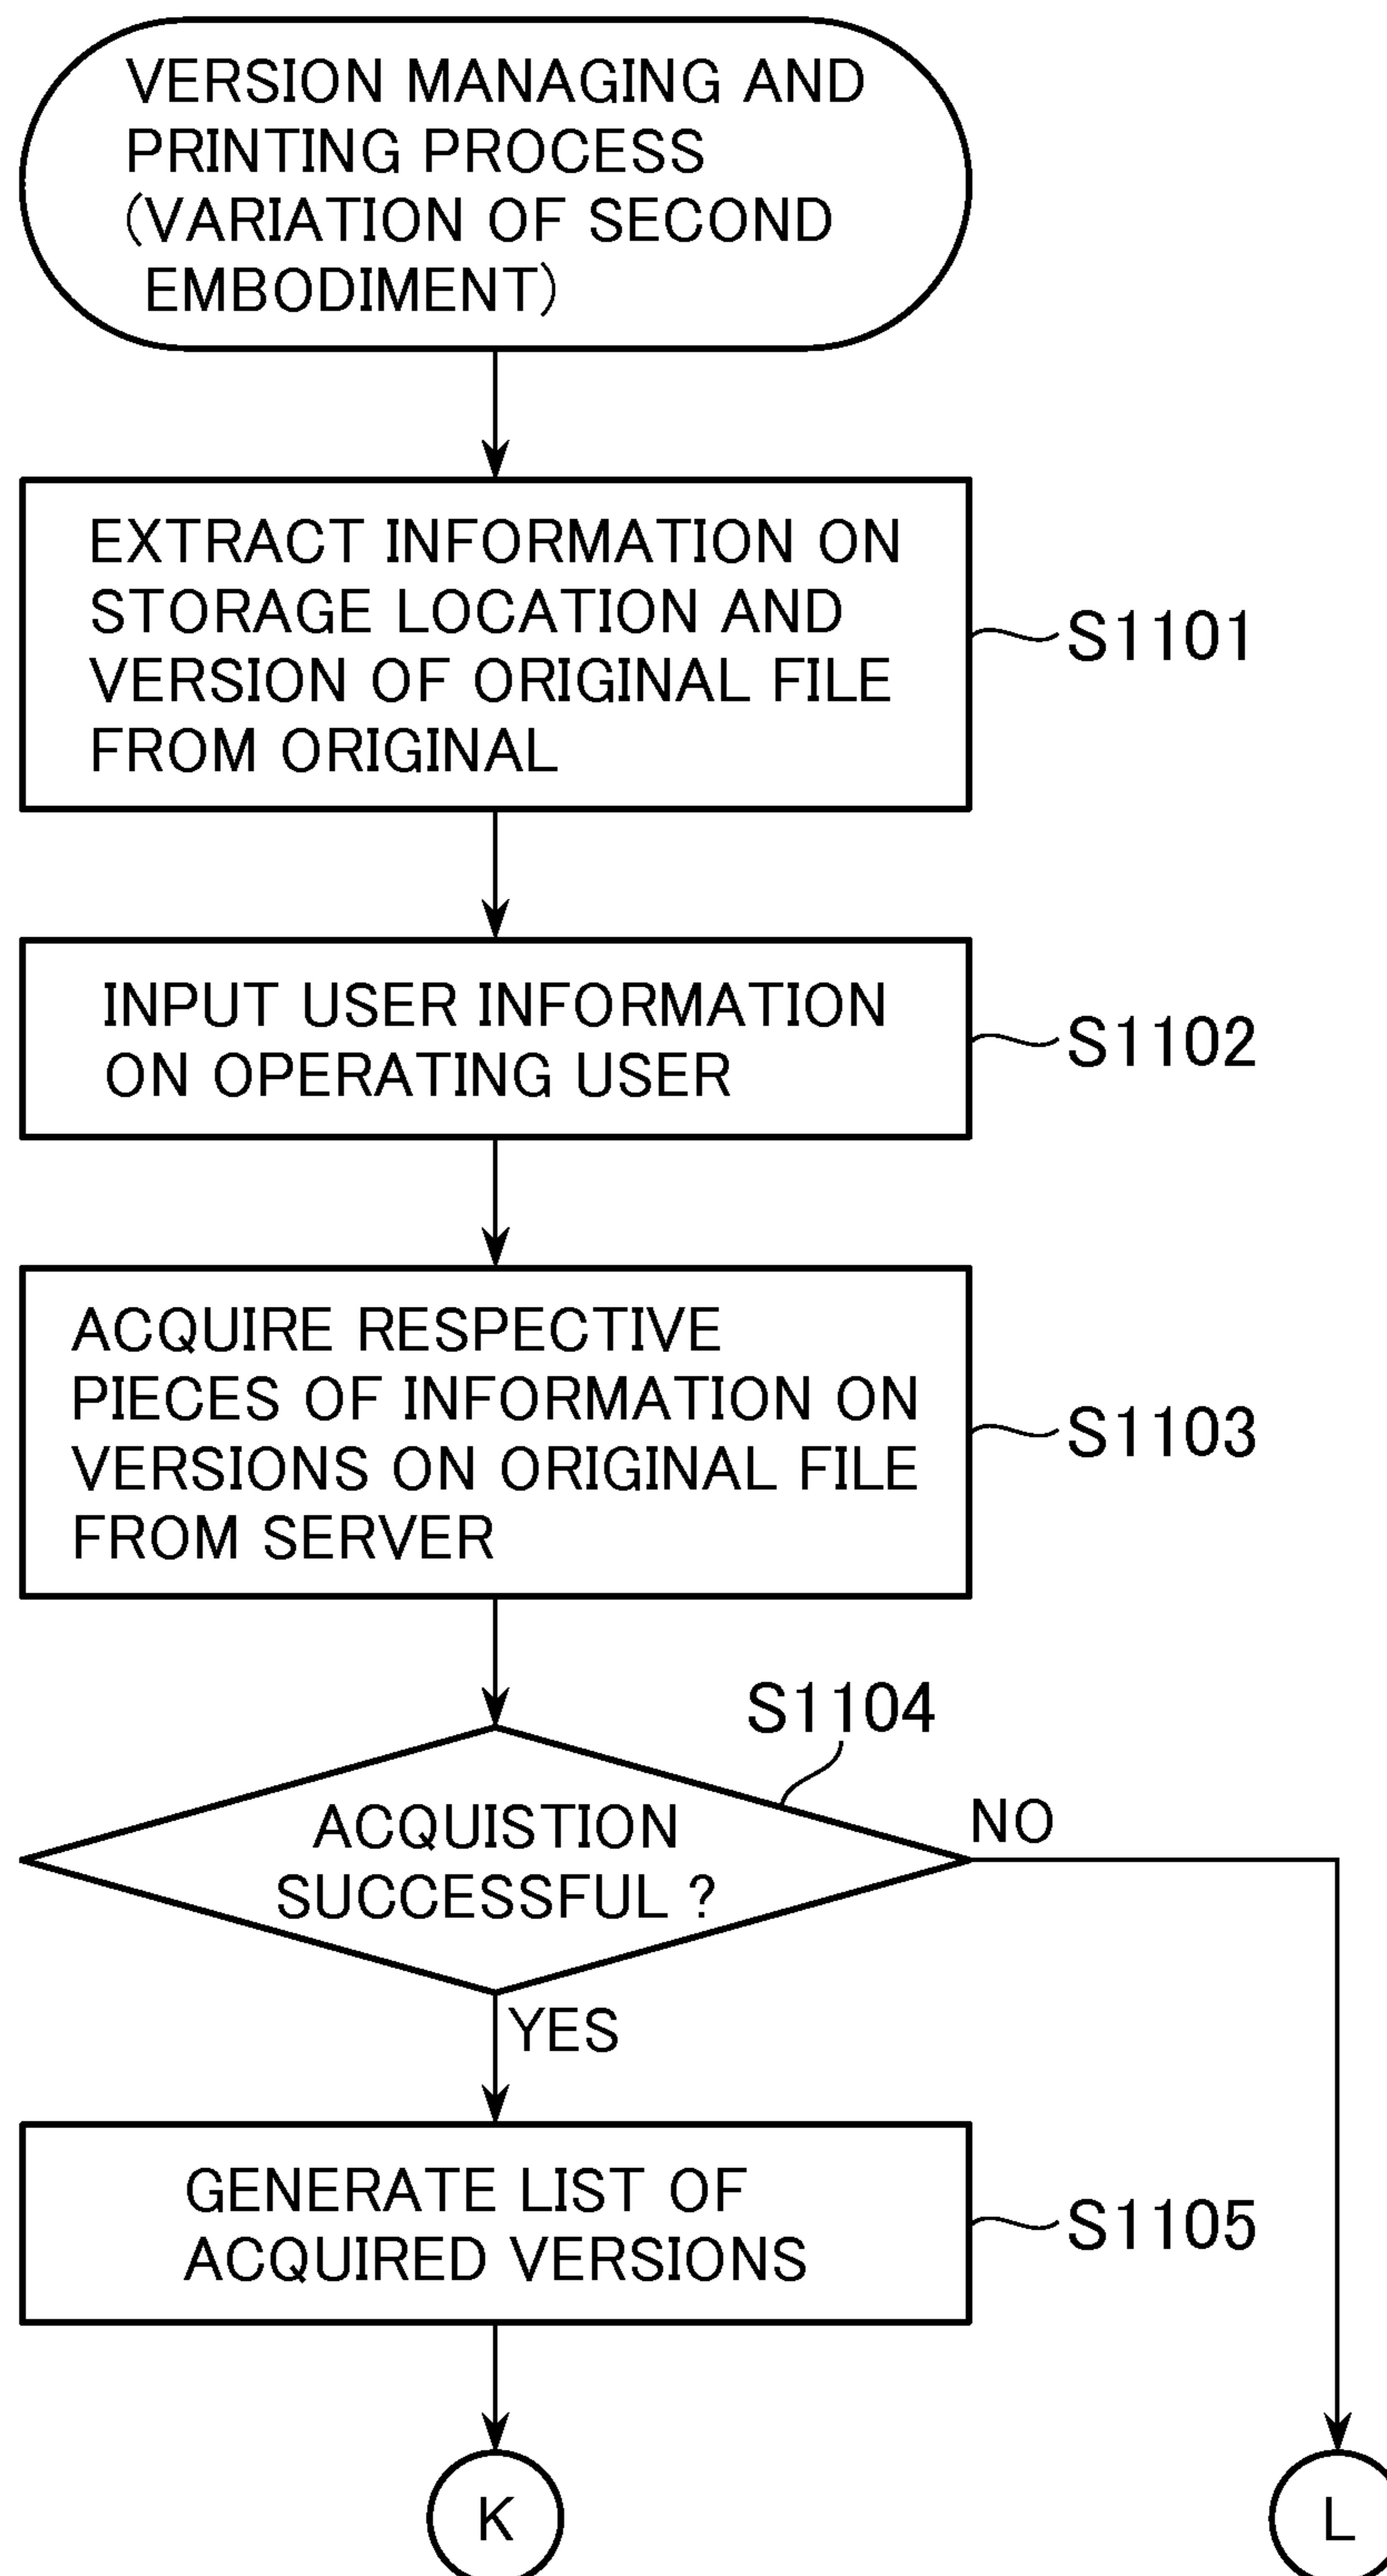 VERSION MANAGING AND
PRINTING PROCESS
(VARIATION OF SECOND
EMBODIMENT)
EXTRACT INFORMATION ON
STORAGE LOCATION AND
VERSION OF ORIGINAL FILE
FROM ORIGINAL
S1101
INPUT USER INFORMATION
ON OPERATING USER
S1102
ACQUIRE RESPECTIVE
PIECES OF INFORMATION ON
VERSIONS ON ORIGINAL FILE
FROM SERVER
S1103
S1104
ACQUISTION
SUCCESSFUL ?
NO
YES
GENERATE LIST OF
ACQUIRED VERSIONS
S1105
K
L